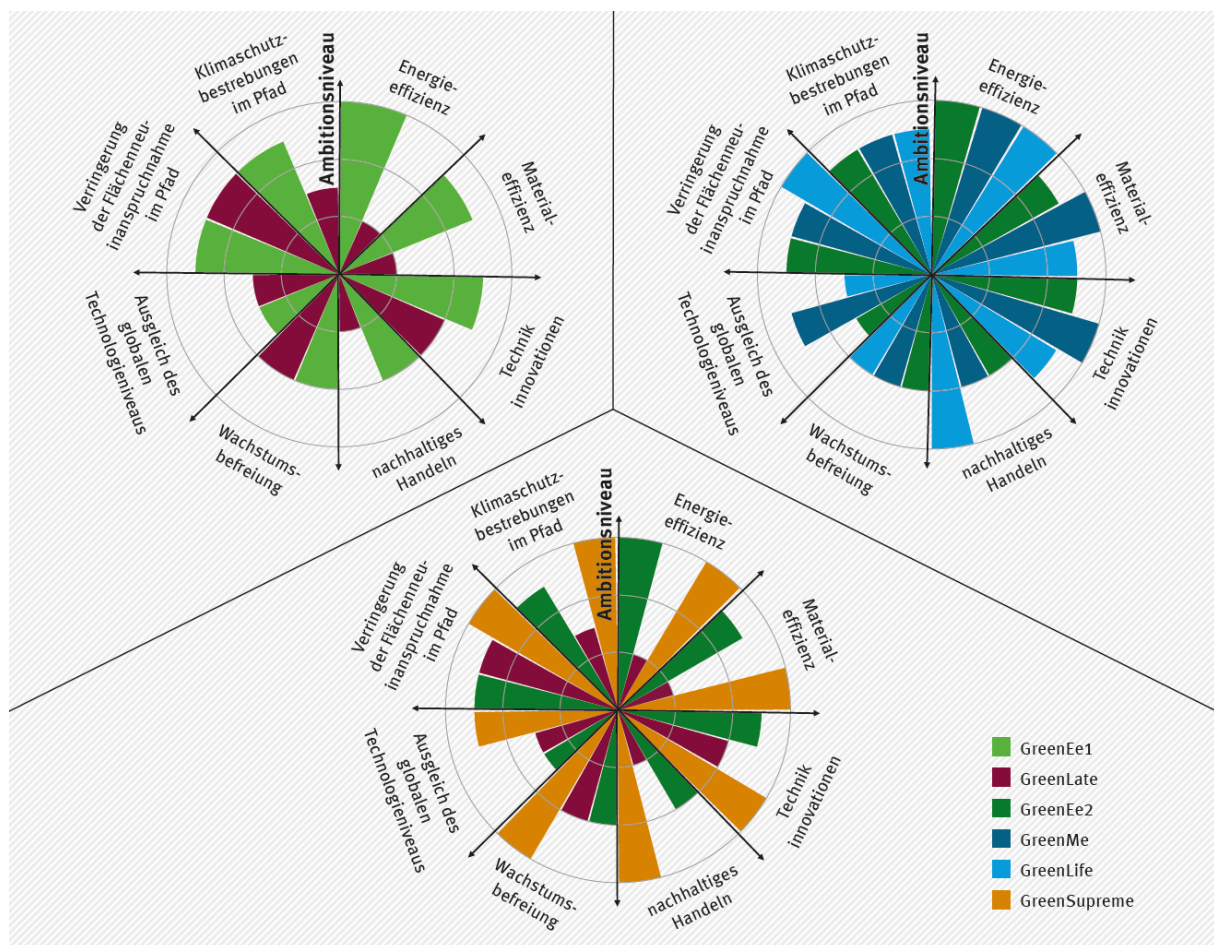 Klimaschutz-
bestrebungen
im Pfad
Ambitionsniveau
Energie-
effizienz
Material-
effizienz
Technik
innovationen
nachhaltiges
Handeln
Wachstums-
befreiung
Ausgleich des
globalen
Technologieniveaus
Verringerung
der Flächenneu-
inanspruchnahme
im Pfad
Klimaschutz-
bestrebungen
im Pfad
Ambitionsniveau
Energie-
effizienz
Material-
effizienz
Technik
innovationen
nachhaltiges
Handeln
Wachstums-
befreiung
Ausgleich des
globalen
Technologieniveaus
Verringerung
der Flächenneu-
inanspruchnahme
im Pfad
Klimaschutz-
bestrebungen
im Pfad
Ambitionsniveau
Energie-
effizienz
Material-
effizienz
Technik
innovationen
nachhaltiges
Handeln
Wachstums-
befreiung
Ausgleich des
globalen
Technologieniveaus
Verringerung
der Flächenneu-
inanspruchnahme
im Pfad
GreenEe1
GreenLate
GreenEe2
GreenMe
GreenLife
GreenSupreme